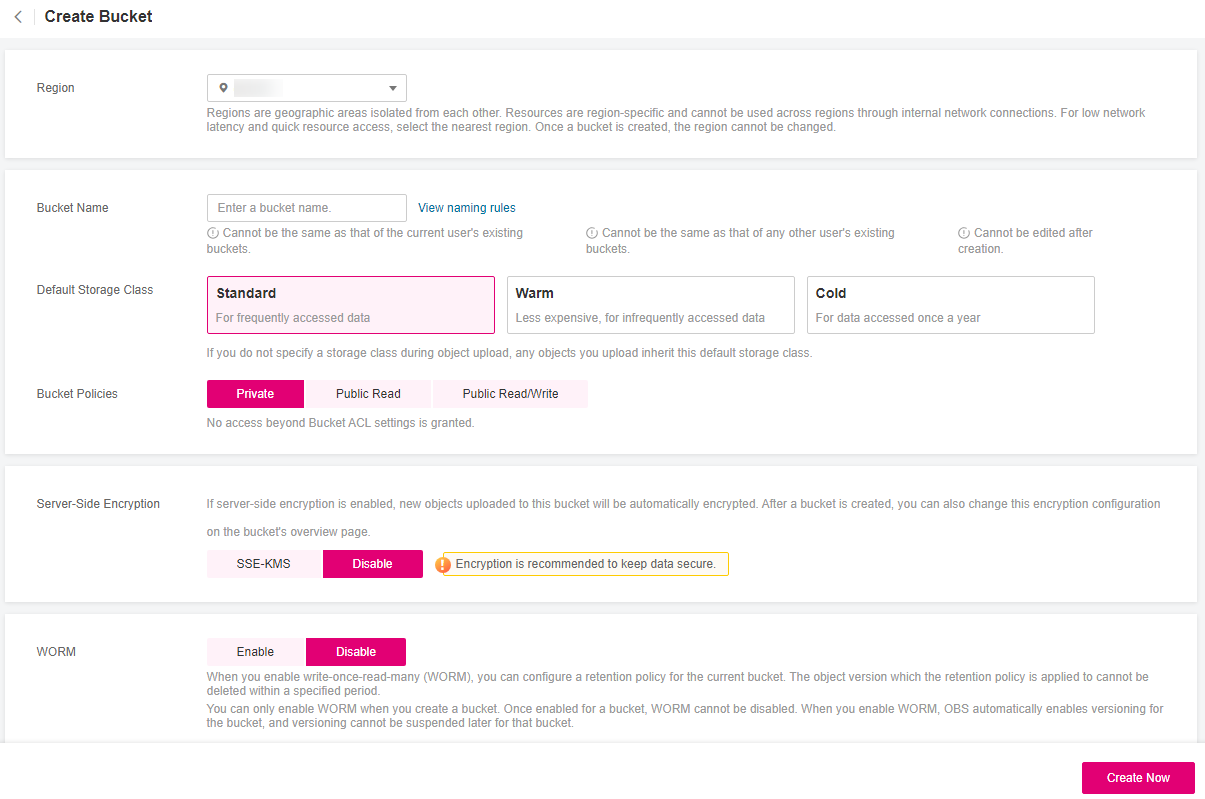 Create Bucket
Region
Regions are geographic areas isolated from each other. Resources are region-specific and cannot be used across regions through internal network connections. For low network
latency and quick resource access, select the nearest region. Once a bucket is created, the region cannot be changed.
Bucket Name
Enter a bucket name.
View naming rules
Cannot be the same as that of the current user's existing
buckets.
Cannot be the same as that of any other user's existing
buckets.
Cannot be edited after
creation.
Default Storage Class
Standard
For frequently accessed data
Warm
Less expensive, for infrequently accessed data
Cold
For data accessed once a year
If you do not specify a storage class during object upload, any objects you upload inherit this default storage class.
Bucket Policies
Private
Public Read
Public Read/Write
No access beyond Bucket ACL settings is granted.
Server-Side Encryption
If server-side encryption is enabled, new objects uploaded to this bucket will be automatically encrypted. After a bucket is created, you can also change this encryption configuration
on the bucket's overview page.
SSE-KMS
Disable
Encryption is recommended to keep data secure.
WORM
Enable
Disable
When you enable write-once-read-many (WORM), you can configure a retention policy for the current bucket. The object version which the retention policy is applied to cannot be
deleted within a specified period.
You can only enable WORM when you create a bucket. Once enabled for a bucket, WORM cannot be disabled. When you enable WORM, OBS automatically enables versioning for
the bucket, and versioning cannot be suspended later for that bucket.
Create Now